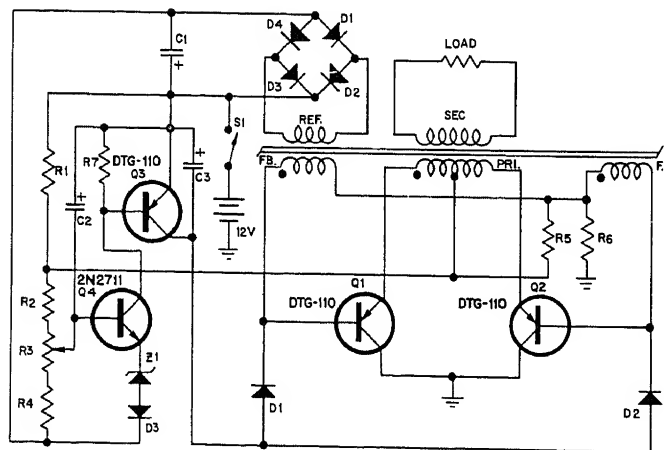 D4
D1
C1
+
D3
D2
LOAD
S1
REF.
SEC
R1
R7
DTG-110
Q3
+
C3
FB.
PRI.
F.
+
C2
12V
R5
R6
2N2711
Q4
Q1
Q2
R2
DTG-110
DTG-110
R3
Z1
R4
D3
D1
D2